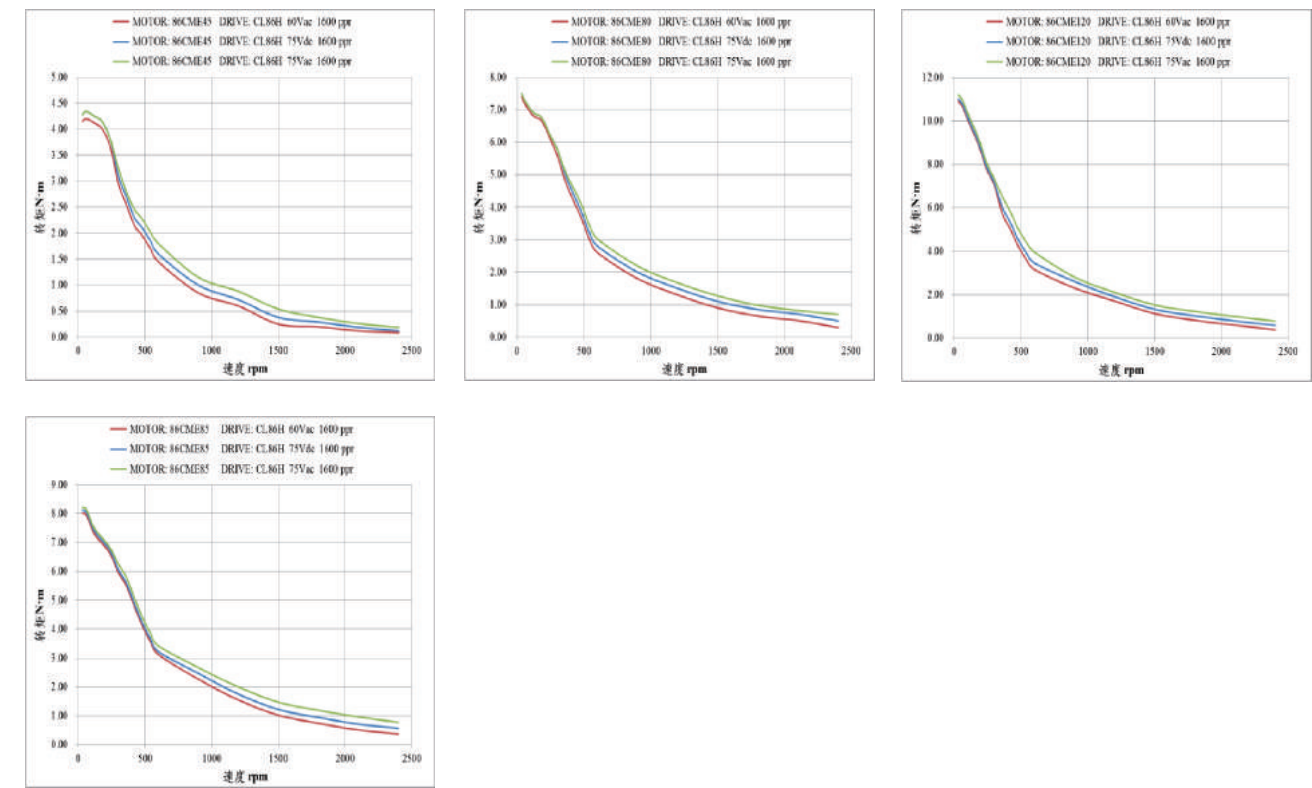 MOTOR: 86CME45 DRIVE: CL86H 60Vac 1600 ppr
MOTOR: 86CME45 DRIVE: CL86H 75Vdc 1600 ppr
MOTOR: 86CME45 DRIVE: CL86H 75Vac 1600 ppr
5.00
4.50
4.00
3.50
3.00
2.50
2.00
1.50
1.00
0.50
0.00
转矩N·m
0 500 1000 1500 2000 2500
速度 rpm
MOTOR: 86CME80 DRIVE: CL86H 60Vac 1600 ppr
MOTOR: 86CME80 DRIVE: CL86H 75Vdc 1600 ppr
MOTOR: 86CME80 DRIVE: CL86H 75Vac 1600 ppr
8.00
7.00
6.00
5.00
4.00
3.00
2.00
1.00
0.00
转矩N·m
0 500 1000 1500 2000 2500
速度 rpm
MOTOR: 86CME120 DRIVE: CL86H 60Vac 1600 ppr
MOTOR: 86CME120 DRIVE: CL86H 75Vdc 1600 ppr
MOTOR: 86CME120 DRIVE: CL86H 75Vac 1600 ppr
12.00
10.00
8.00
6.00
4.00
2.00
0.00
转矩N·m
0 500 1000 1500 2000 2500
速度 rpm
MOTOR: 86CME85 DRIVE: CL86H 60Vac 1600 ppr
MOTOR: 86CME85 DRIVE: CL86H 75Vdc 1600 ppr
MOTOR: 86CME85 DRIVE: CL86H 75Vac 1600 ppr
9.00
8.00
7.00
6.00
5.00
4.00
3.00
2.00
1.00
0.00
转矩N·m
0 500 1000 1500 2000 2500
速度 rpm